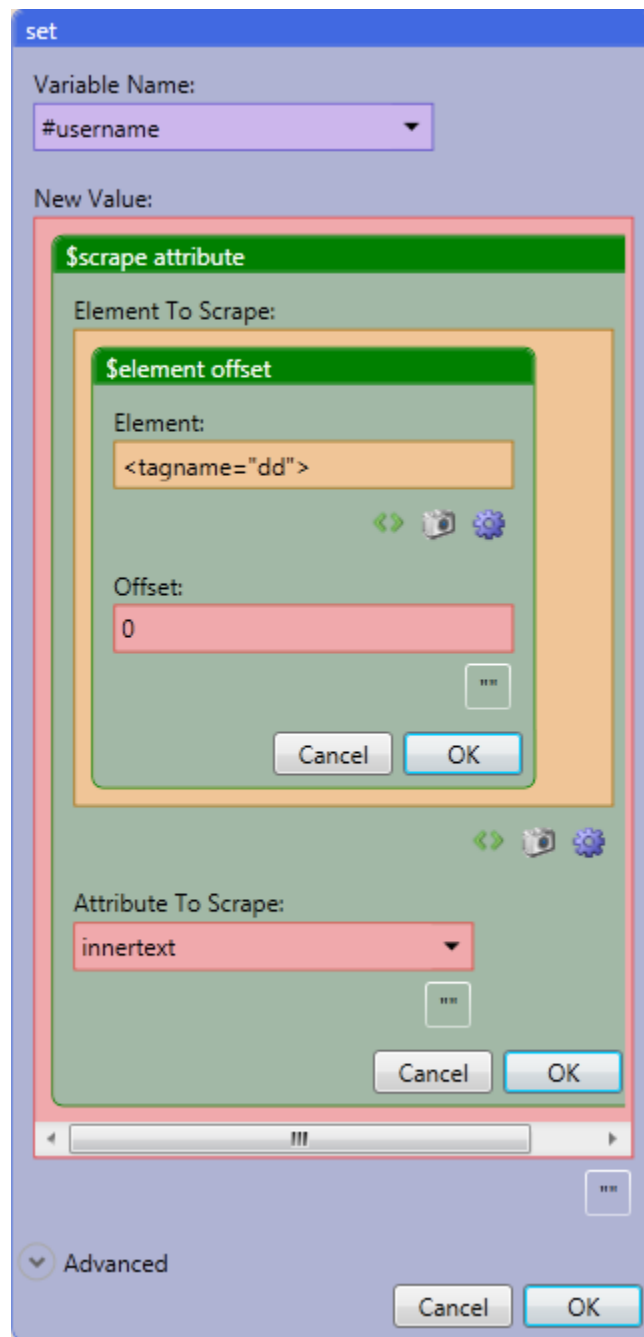 set
Variable Name:
#username
New Value:
$scrape attribute
Element To Scrape:
$element offset
Element:
<tagname="dd">
Offset:
0
""
Cancel OK
Attribute To Scrape:
innertext
""
Cancel OK
""
Advanced
Cancel OK